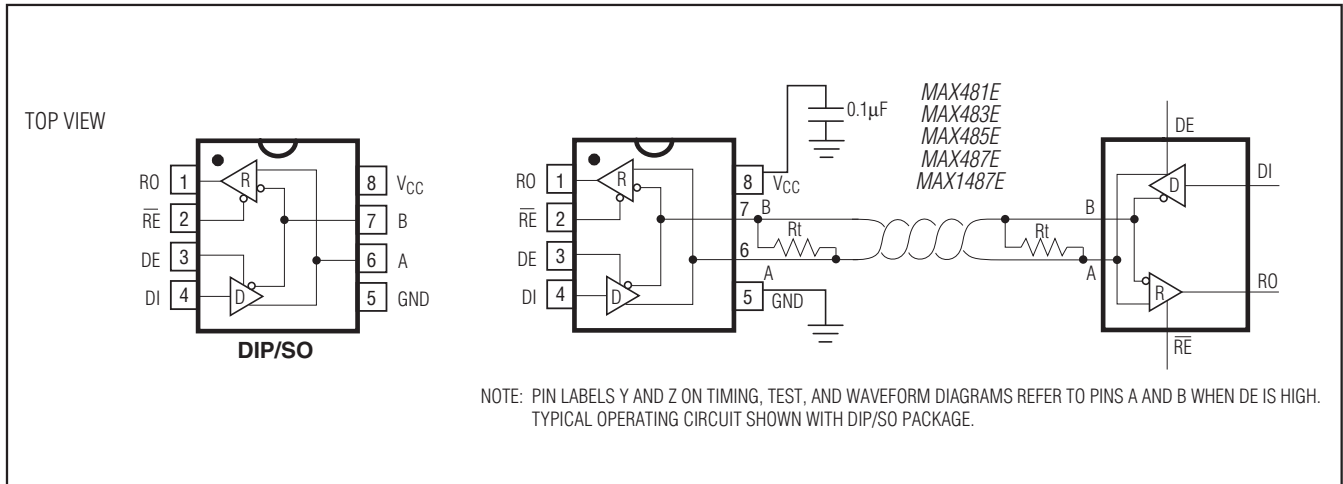 TOP VIEW
RO 1
RE 2
DE 3
DI 4
R
D
8 VCC
7 B
6 A
5 GND
DIP/SO
RO 1
RE 2
DE 3
DI 4
R
D
8 VCC
7 B
6
A
5 GND
0.1μF
Rt
MAX481E
MAX483E
MAX485E
MAX487E
MAX1487E
Rt
B
A
DE
D
DI
R
RO
RE
NOTE: PIN LABELS Y AND Z ON TIMING, TEST, AND WAVEFORM DIAGRAMS REFER TO PINS A AND B WHEN DE IS HIGH.
TYPICAL OPERATING CIRCUIT SHOWN WITH DIP/SO PACKAGE.